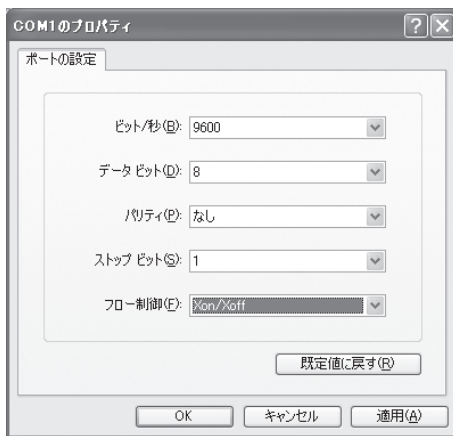 COM1のプロパティ
ポートの設定
ビット/秒(B): 9600
データ ビット(D): 8
パリティ(P): なし
ストップ ビット(S): 1
フロー制御(F): Xon/Xoff
既定値に戻す(R)
OK キャンセル 適用(A)